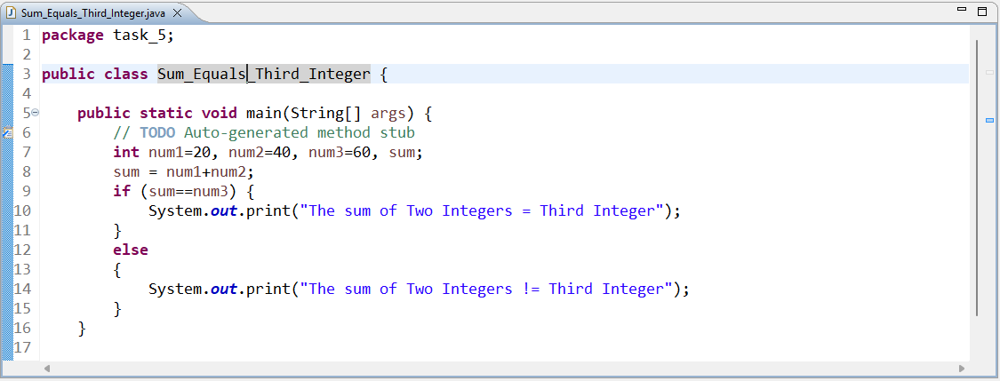 Sum_Equals_Third_Integer.java
1 package task_5;
2
3 public class Sum_Equals_Third_Integer {
4
5 public static void main(String[] args) {
6 // TODO Auto-generated method stub
7 int num1=20, num2=40, num3=60, sum;
8 sum = num1+num2;
9 if (sum==num3) {
10 System.out.print("The sum of Two Integers = Third Integer");
11 }
12 else
13 {
14 System.out.print("The sum of Two Integers != Third Integer");
15 }
16 }
17